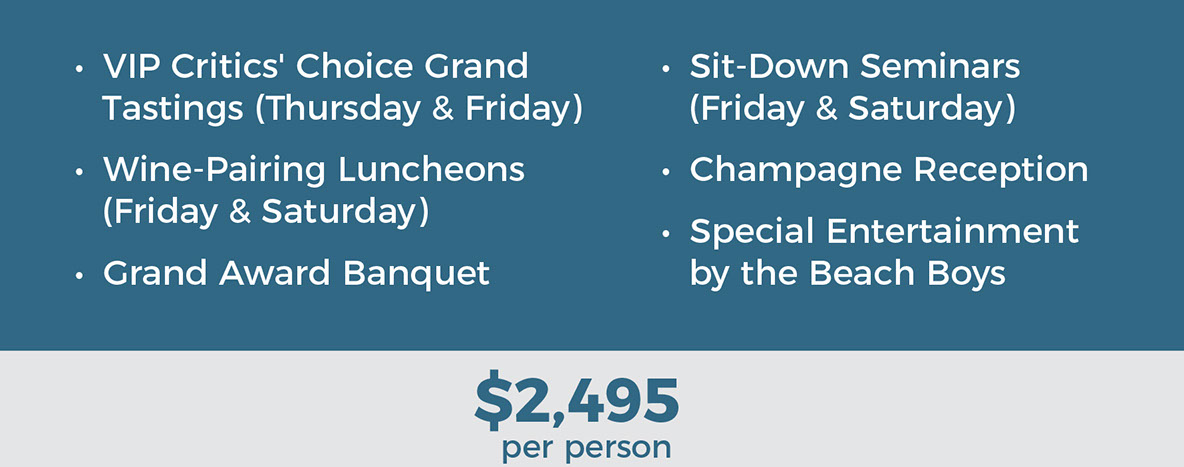 • VIP Critics' Choice Grand
Tastings (Thursday & Friday)
• Wine-Pairing Luncheons
(Friday & Saturday)
• Grand Award Banquet
• Sit-Down Seminars
(Friday & Saturday)
• Champagne Reception
• Special Entertainment
by the Beach Boys
$2,495
per person